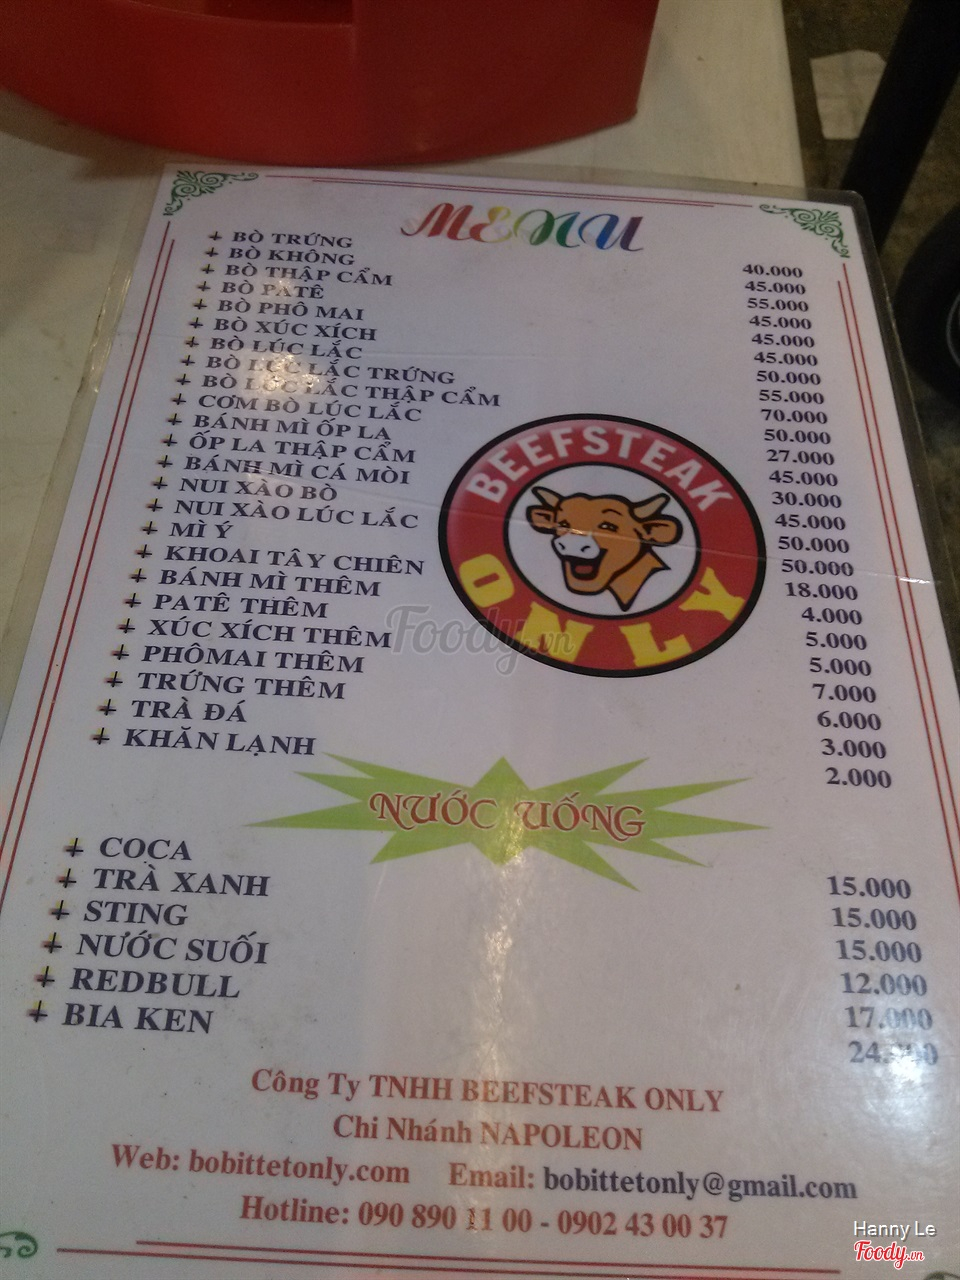 MENU
+ BÒ TRỨNG 40.000
+ BÒ KHÔNG 45.000
+ BÒ THẬP CẨM 55.000
+ BÒ PATÊ 45.000
+ BÒ PHÔ MAI 45.000
+ BÒ XÚC XÍCH 45.000
+ BÒ LÚC LẮC 50.000
+ BÒ LÚC LẮC TRỨNG 55.000
+ BÒ LÚC LẮC THẬP CẨM 70.000
+ CƠM BÒ LÚC LẮC 50.000
+ BÁNH MÌ ỐP LA 27.000
+ ỐP LA THẬP CẨM 45.000
+ BÁNH MÌ CÁ MÒI 30.000
+ NUI XÀO BÒ 45.000
+ NUI XÀO LÚC LẮC 50.000
+ MÌ Ý 50.000
+ KHOAI TÂY CHIÊN 18.000
+ BÁNH MÌ THÊM 4.000
+ PATÊ THÊM 5.000
+ XÚC XÍCH THÊM 5.000
+ PHÔMAI THÊM 7.000
+ TRỨNG THÊM 6.000
+ TRÀ ĐÁ 3.000
+ KHĂN LẠNH 2.000
BEEFSTEAK
ONLY
Foody.vn
NƯỚC UỐNG
+ COCA 15.000
+ TRÀ XANH 15.000
+ STING 15.000
+ NƯỚC SUỐI 12.000
+ REDBULL 17.000
+ BIA KEN 24.000
Công Ty TNHH BEEFSTEAK ONLY
Chi Nhánh NAPOLEON
Web: bobittetonly.com Email: bobittetonly@gmail.com
Hotline: 090 890 11 00 - 0902 43 00 37
Hanny Le
Foody.vn